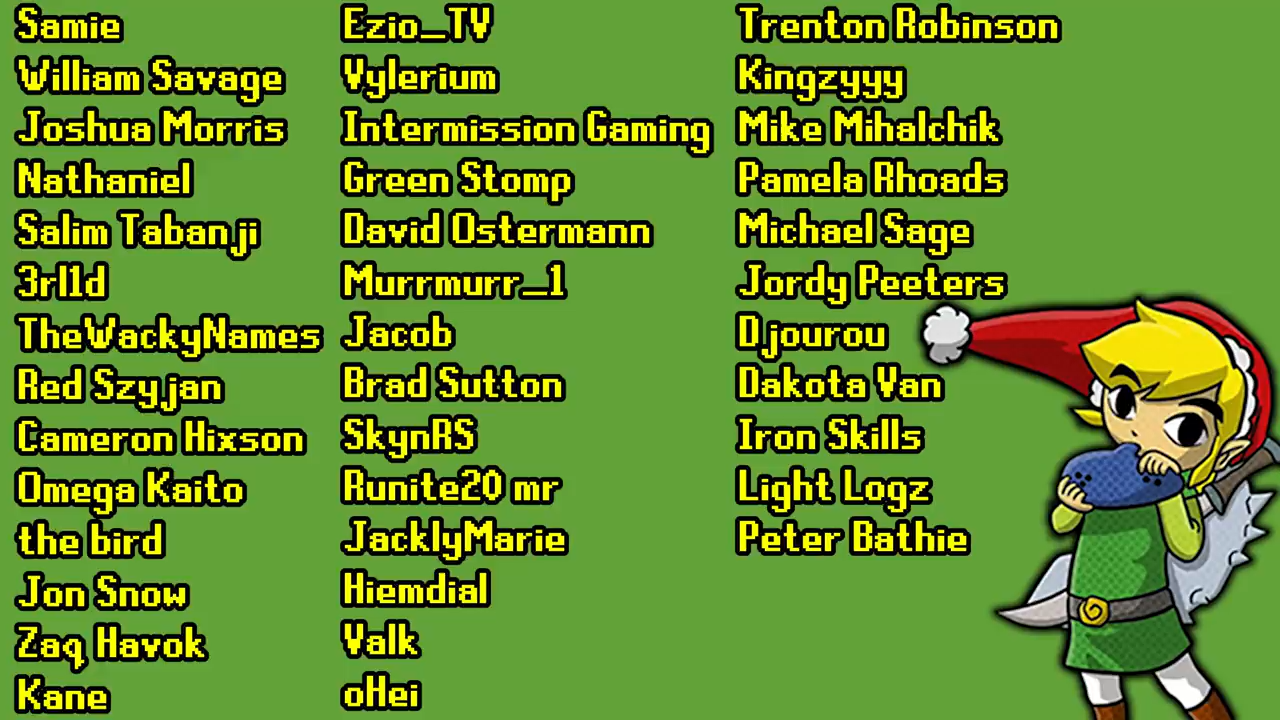 Samie
William Savage
Joshua Morris
Nathaniel
Salim Tabanji
3rl1d
TheWackyNames
Red Szyjan
Cameron Hixson
Omega Kaito
the bird
Jon Snow
Zaq Havok
Kane
Ezio_TV
Vylerium
Intermission Gaming
Green Stomp
David Ostermann
Murrmurr_1
Jacob
Brad Sutton
SkynRS
Runite20 mr
JacklyMarie
Hiemdial
Valk
oHei
Trenton Robinson
Kingzyyy
Mike Mihalchik
Pamela Rhoads
Michael Sage
Jordy Peeters
Djourou
Dakota Van
Iron Skills
Light Logz
Peter Bathie